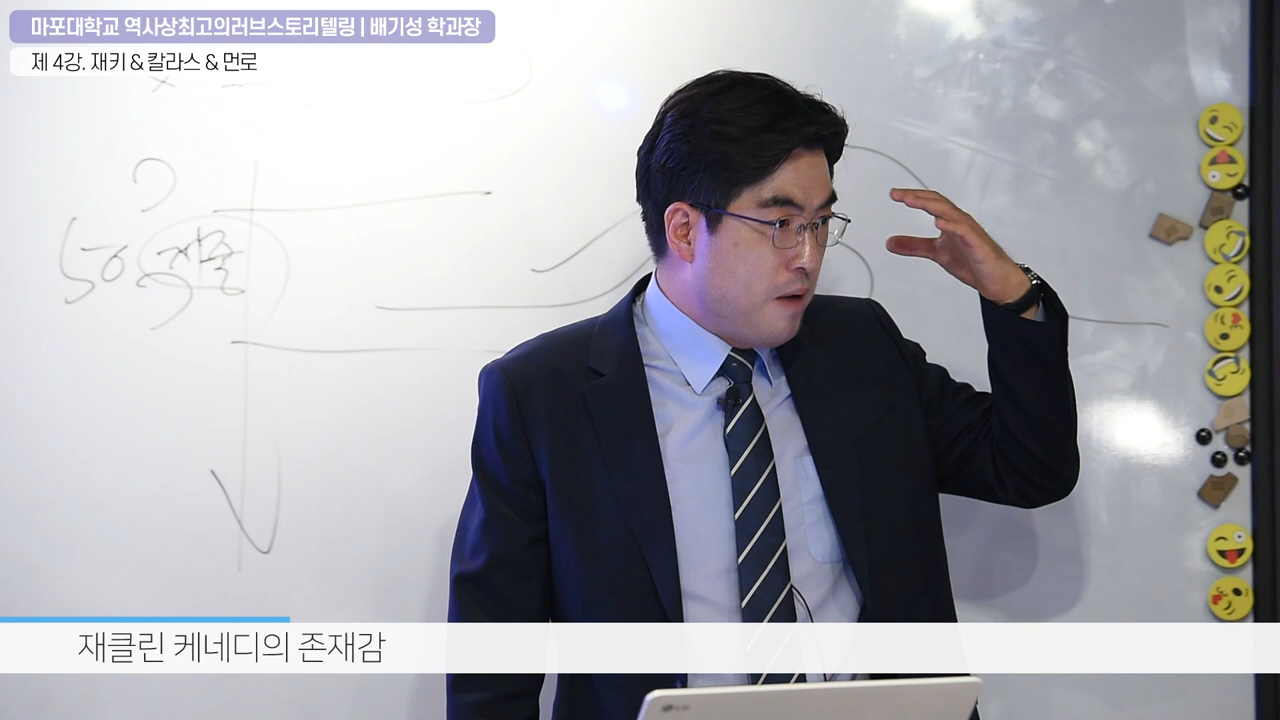 마포대학교 역사상최고의러브스토리텔링 | 배기성 학과장
제 4강. 재키 & 칼라스 & 먼로
50
재클린 케네디의 존재감
LG